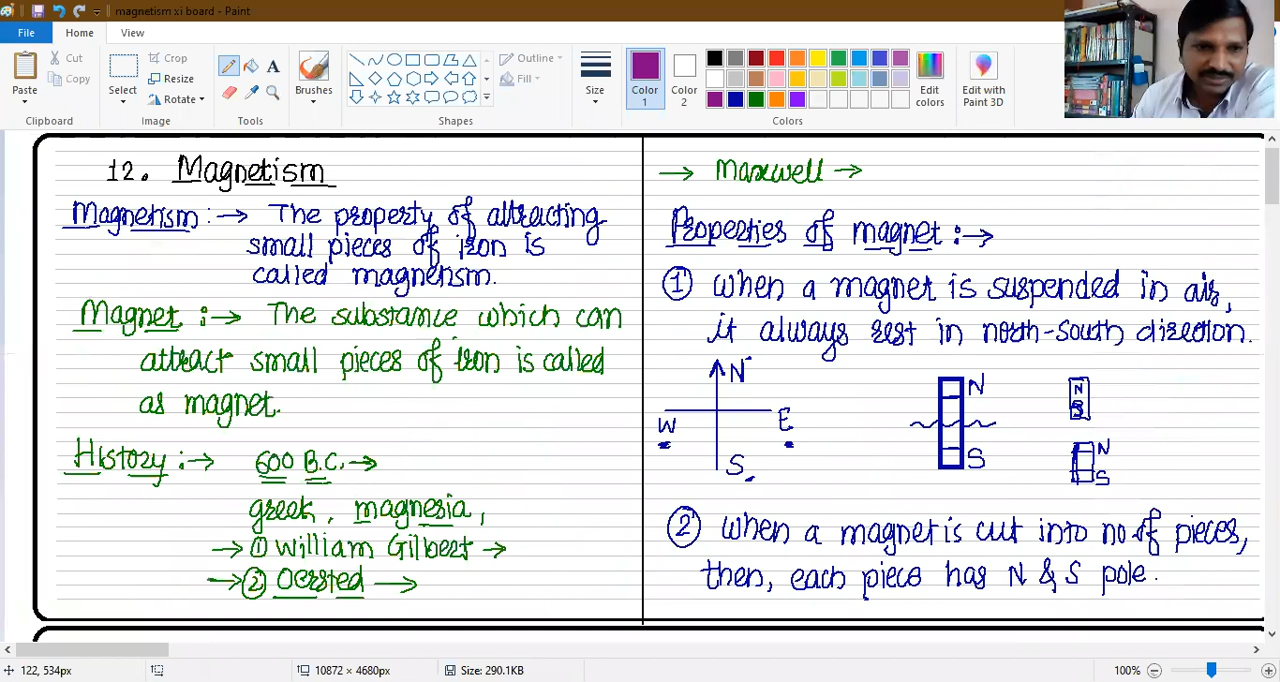 magnetism xi board - Paint
File
Home
View
Paste
Cut
Copy
Clipboard
Select
Crop
Resize
Rotate
Image
A
Tools
Brushes
Outline
Fill
Shapes
Size
Color 1
Color 2
Edit colors
Edit with Paint 3D
Colors
12. Magnetism
Magnetism :→ The property of attracting
small pieces of iron is
called magnetism.
Magnet :→ The substance which can
attract small pieces of iron is called
as magnet.
History :→ 600 B.C. →
greek, magnesia,
→ ① William Gilbert →
→ ② Oersted →
→ Maxwell →
Properties of magnet :→
① When a magnet is suspended in air,
it always rest in north-south direction.
N
W E
S
N
S
N
S
N
S
② When a magnet is cut into no of pieces,
then, each piece has N & S pole.
122, 534px
10872 × 4680px
Size: 290.1KB
100%